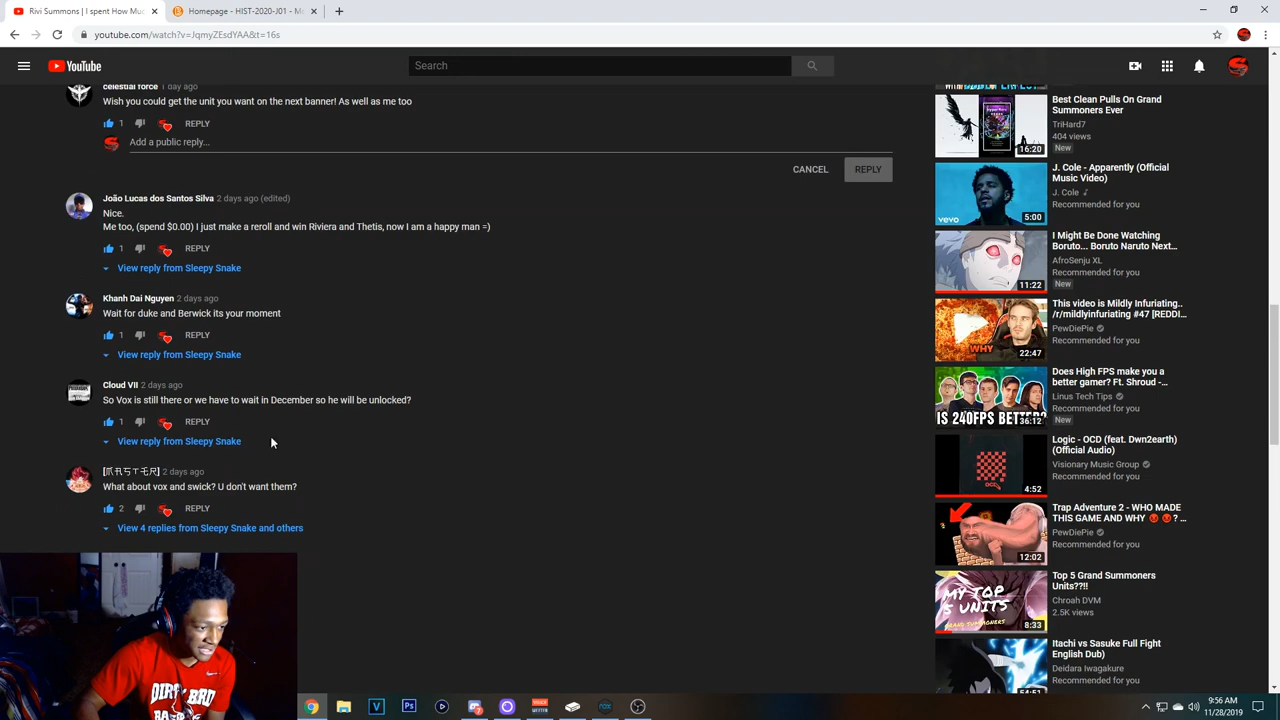 Rivi Summons | I spent How Muc
Homepage - HIST-2020-J01 - Me
youtube.com/watch?v=JqmyZEsdYAA&t=16s
YouTube
Search
celestial force 1 day ago
Wish you could get the unit you want on the next banner! As well as me too
1 REPLY
Add a public reply...
CANCEL REPLY
João Lucas dos Santos Silva 2 days ago (edited)
Nice.
Me too, (spend $0.00) I just make a reroll and win Riviera and Thetis, now I am a happy man =)
1 REPLY
View reply from Sleepy Snake
Khanh Dai Nguyen 2 days ago
Wait for duke and Berwick its your moment
1 REPLY
View reply from Sleepy Snake
Cloud VII 2 days ago
So Vox is still there or we have to wait in December so he will be unlocked?
1 REPLY
View reply from Sleepy Snake
2 days ago
What about vox and swick? U don't want them?
2 REPLY
View 4 replies from Sleepy Snake and others
DIRTY
Best Clean Pulls On Grand
Summoners Ever
TriHard7
404 views
New
16:20
J. Cole - Apparently (Official
Music Video)
J. Cole
Recommended for you
vevo
5:00
I Might Be Done Watching
Boruto... Boruto Naruto Next...
AfroSenju XL
Recommended for you
New
11:22
This video is Mildly Infuriating..
/r/mildlyinfuriating #47 [REDDI...
PewDiePie
Recommended for you
WHY
22:47
Does High FPS make you a
better gamer? Ft. Shroud -...
Linus Tech Tips
Recommended for you
New
IS 240FPS BETTER?
36:12
Logic - OCD (feat. Dwn2earth)
(Official Audio)
Visionary Music Group
Recommended for you
4:52
Trap Adventure 2 - WHO MADE
THIS GAME AND WHY 😡 😡? ...
PewDiePie
Recommended for you
12:02
Top 5 Grand Summoners
Units??!!
Chroah DVM
2.5K views
MY TOP
5 UNITS
GRAND SUMMONERS
8:33
Itachi vs Sasuke Full Fight
English Dub)
Deidara Iwagakure
Recommended for you
54:51
9:56 AM
11/28/2019